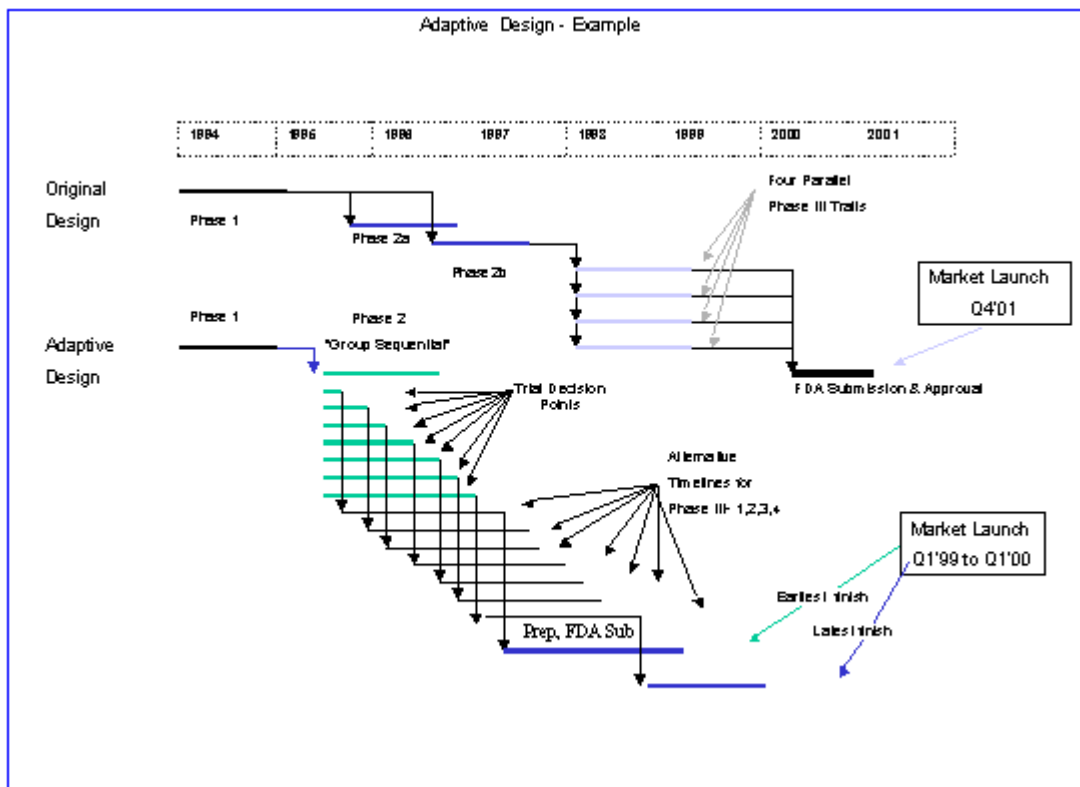 Adaptive Design - Example
1994 1995 1996 1997 1998 1999 2000 2001
Original
Design
Phase 1
Phase 2a
Phase 2b
Four Parallel
Phase III Trails
Market Launch
Q4'01
Phase 1
Phase 2
"Group Sequential"
Adaptive
Design
FDA Submission & Approval
Trial Decision
Points
Alternative
Timelines for
Phase III- 1,2,3,4
Market Launch
Q1'99 to Q1'00
Earliest finish
Latest finish
Prep, FDA Sub